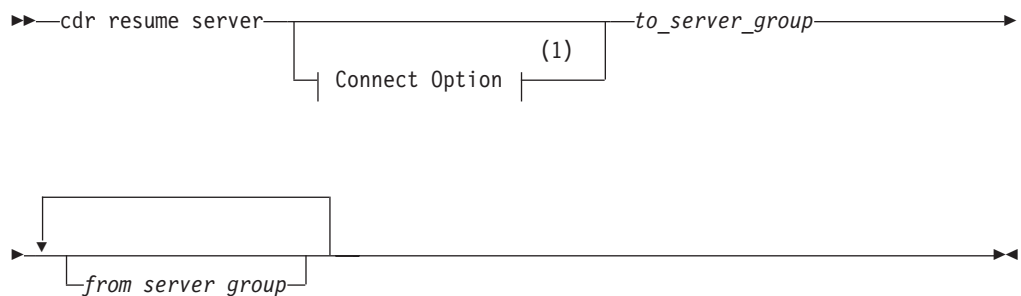 cdr resume server to_server_group
(1)
Connect Option
from server group